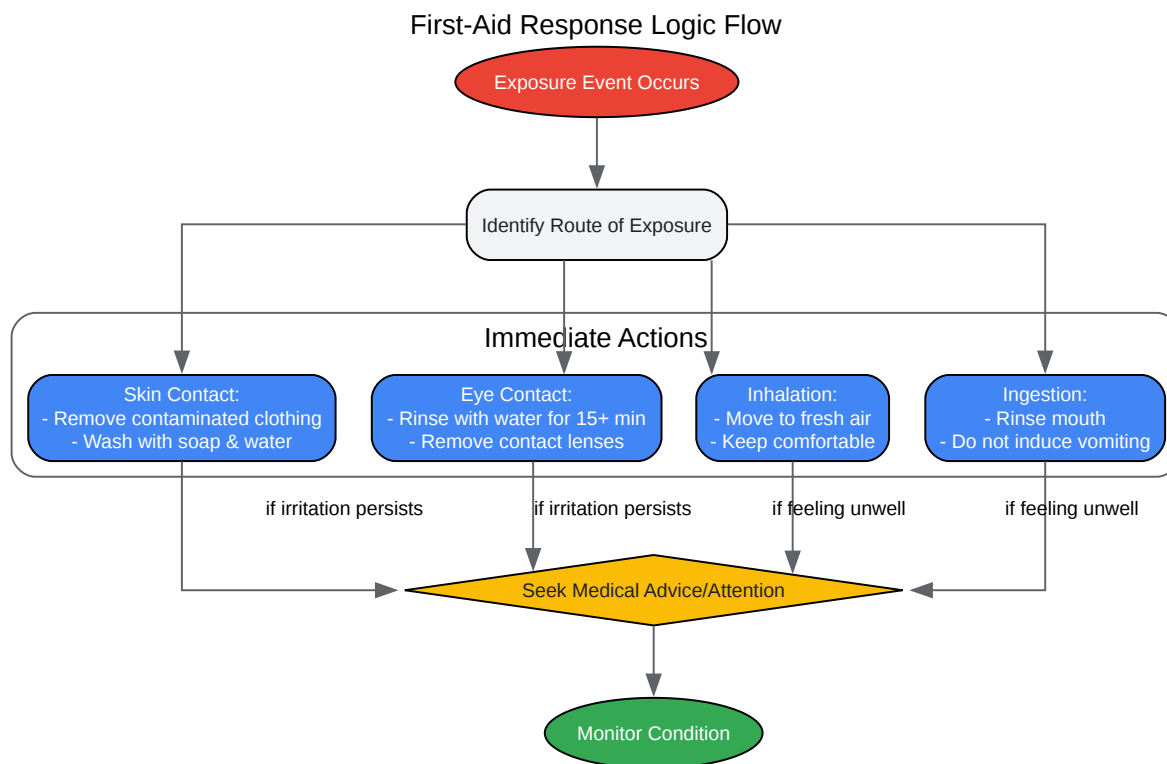 First-Aid Response Logic Flow
Exposure Event Occurs
Identify Route of Exposure
Immediate Actions
Skin Contact:
- Remove contaminated clothing
- Wash with soap & water
Eye Contact:
- Rinse with water for 15+ min
- Remove contact lenses
Inhalation:
- Move to fresh air
- Keep comfortable
Ingestion:
- Rinse mouth
- Do not induce vomiting
if irritation persists
if irritation persists
if feeling unwell
if feeling unwell
Seek Medical Advice/Attention
Monitor Condition